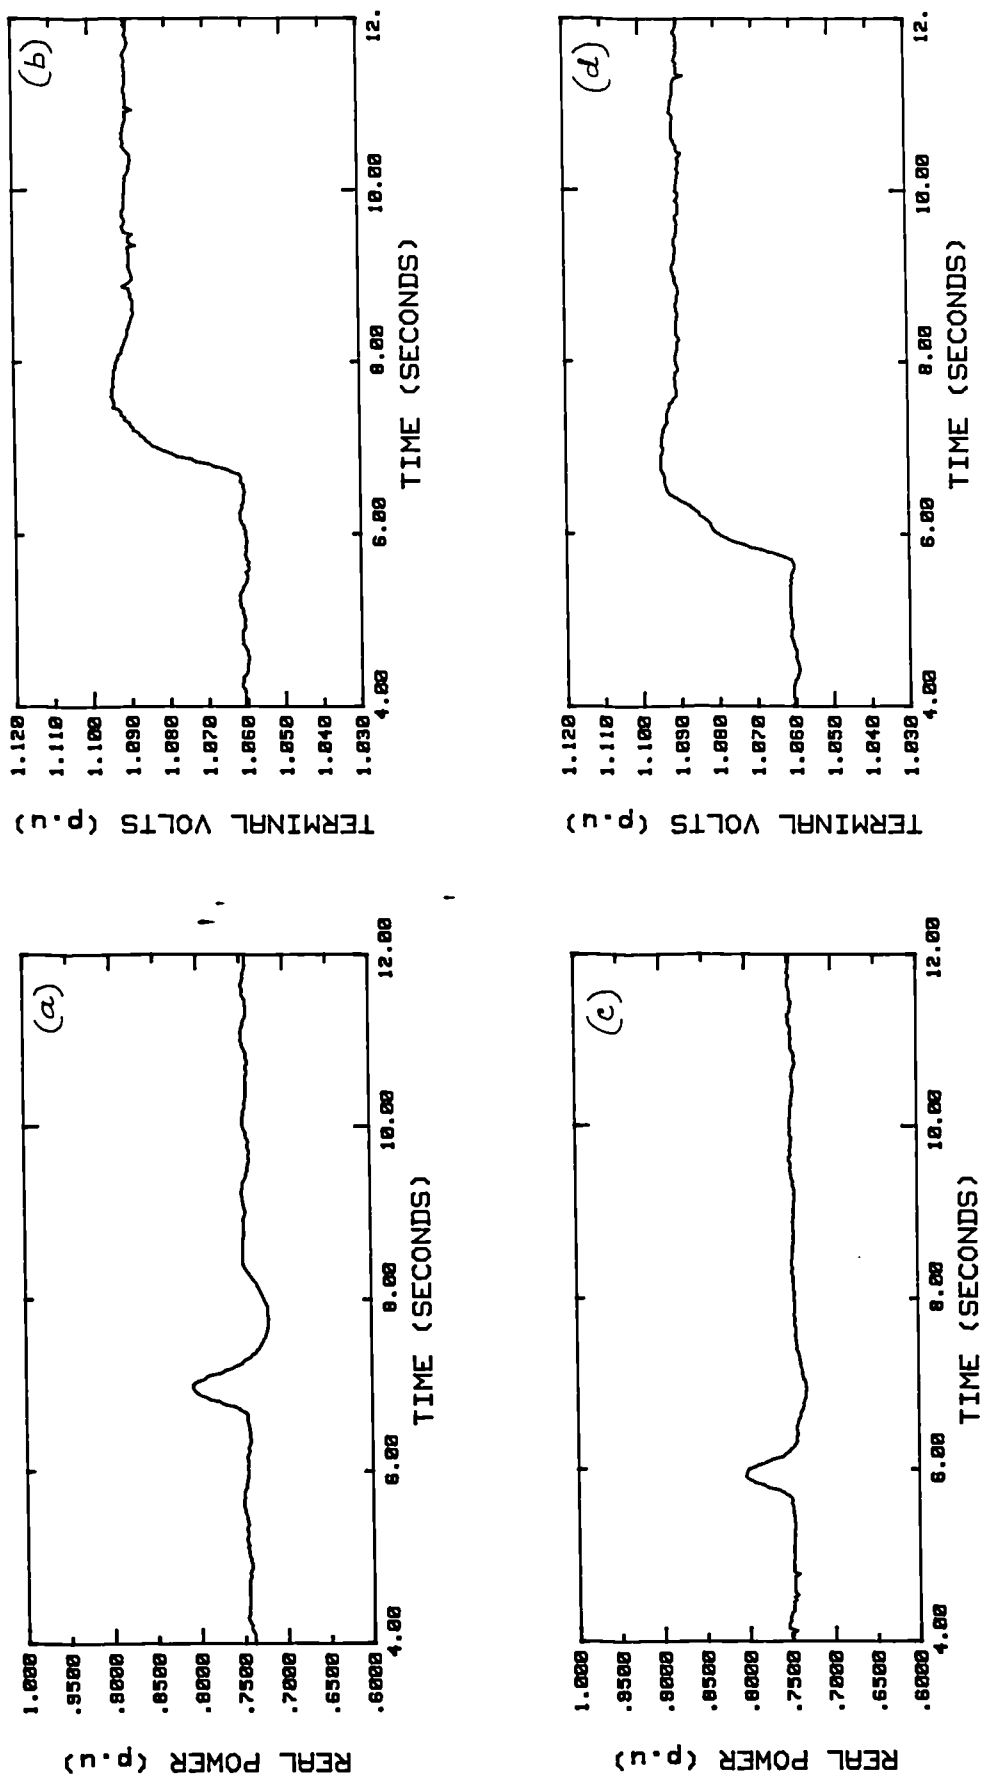 (a)
REAL POWER (p.u)
1.000
.9500
.9000
.8500
.8000
.7500
.7000
.6500
.6000
4.00 6.00 8.00 10.00 12.00
TIME (SECONDS)
(b)
TERMINAL VOLTS (p.u)
1.120
1.110
1.100
1.090
1.080
1.070
1.060
1.050
1.040
1.030
4.00 6.00 8.00 10.00 12.
TIME (SECONDS)
(c)
REAL POWER (p.u)
1.000
.9500
.9000
.8500
.8000
.7500
.7000
.6500
.6000
4.00 6.00 8.00 10.00 12.00
TIME (SECONDS)
(d)
TERMINAL VOLTS (p.u)
1.120
1.110
1.100
1.090
1.080
1.070
1.060
1.050
1.040
1.030
4.00 6.00 8.00 10.00 12.
TIME (SECONDS)